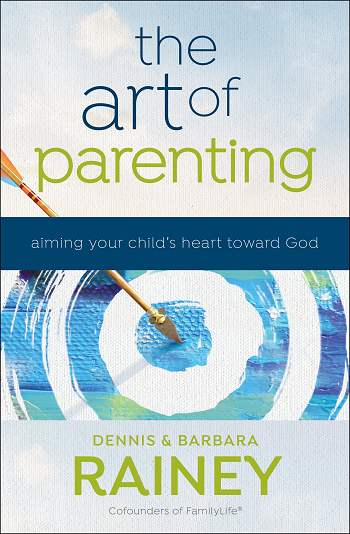 the
art of
parenting
aiming your child's heart toward God
DENNIS & BARBARA
RAINEY
Cofounders of FamilyLife®